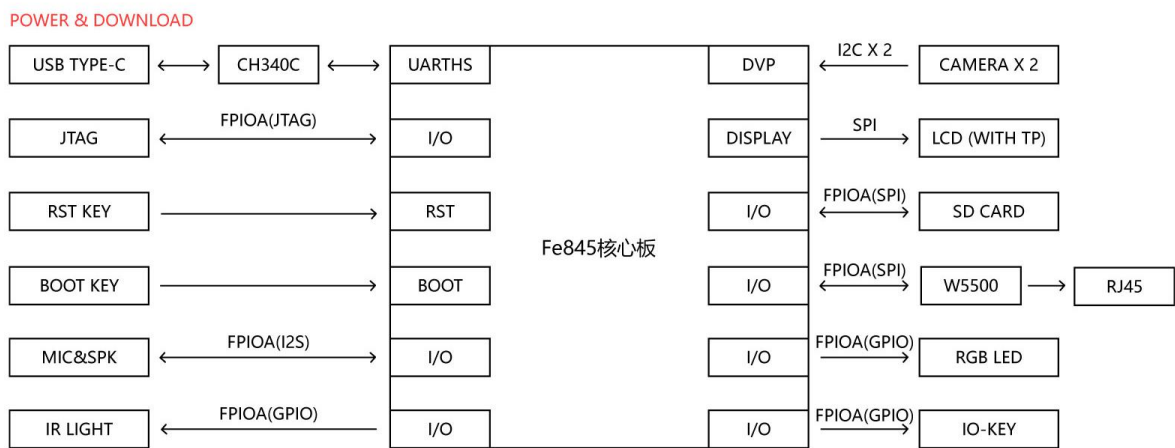 POWER & DOWNLOAD
USB TYPE-C
CH340C
UARTHS
DVP
I2C X 2
CAMERA X 2
JTAG
FPIOA(JTAG)
I/O
DISPLAY
SPI
LCD (WITH TP)
RST KEY
RST
I/O
FPIOA(SPI)
SD CARD
Fe845核心板
BOOT KEY
BOOT
I/O
FPIOA(SPI)
W5500
RJ45
MIC&SPK
FPIOA(I2S)
I/O
I/O
FPIOA(GPIO)
RGB LED
IR LIGHT
FPIOA(GPIO)
I/O
I/O
FPIOA(GPIO)
IO-KEY